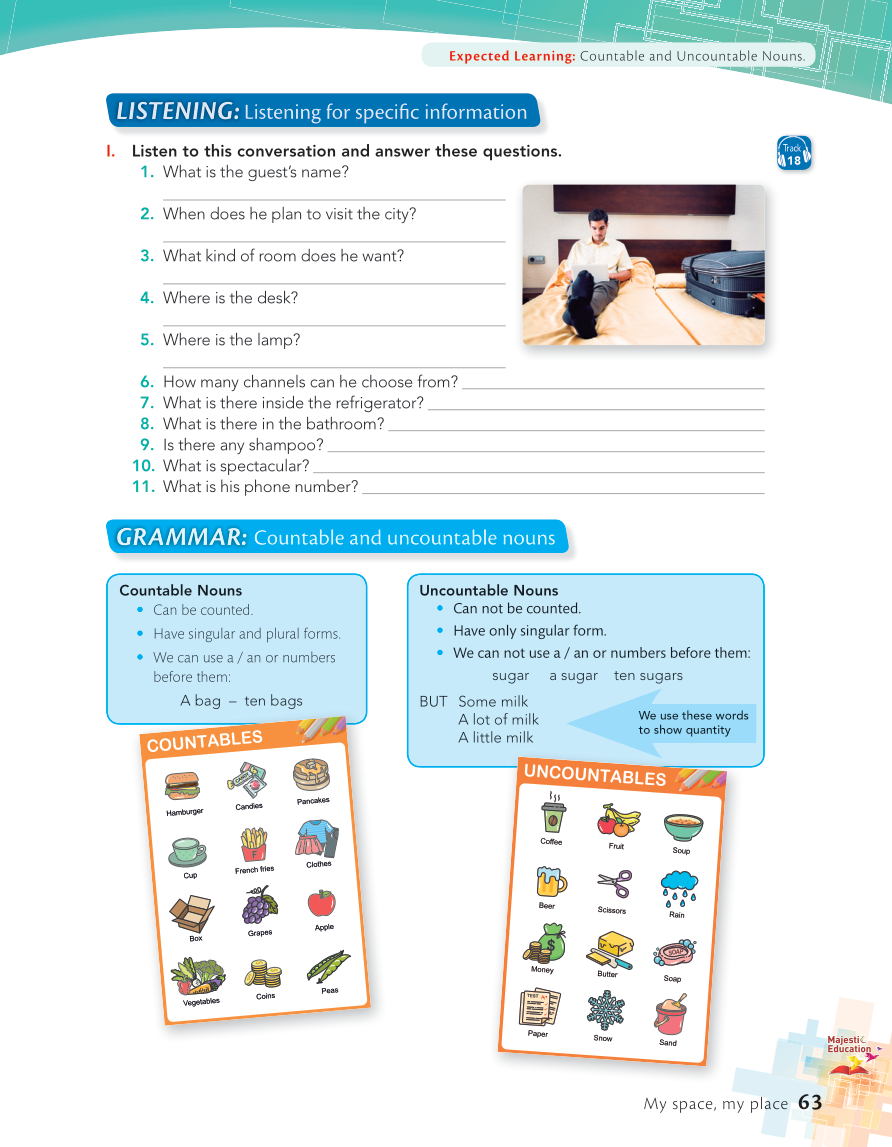 Expected Learning: Countable and Uncountable Nouns.
LISTENING: Listening for specific information
I. Listen to this conversation and answer these questions.
Track 18
1. What is the guest's name?
2. When does he plan to visit the city?
3. What kind of room does he want?
4. Where is the desk?
5. Where is the lamp?
6. How many channels can he choose from?
7. What is there inside the refrigerator?
8. What is there in the bathroom?
9. Is there any shampoo?
10. What is spectacular?
11. What is his phone number?
GRAMMAR: Countable and uncountable nouns
Countable Nouns
• Can be counted.
• Have singular and plural forms.
• We can use a / an or numbers
before them:
A bag – ten bags
Uncountable Nouns
• Can not be counted.
• Have only singular form.
• We can not use a / an or numbers before them:
sugar a sugar ten sugars
BUT Some milk
A lot of milk
A little milk
We use these words
to show quantity
COUNTABLES
Hamburger Candies Pancakes
Cup French fries Clothes
Box Grapes Apple
Vegetables Coins Peas
UNCOUNTABLES
Coffee Fruit Soup
Beer Scissors Rain
Money Butter Soap
Paper Snow Sand
Majestic
Education
My space, my place 63